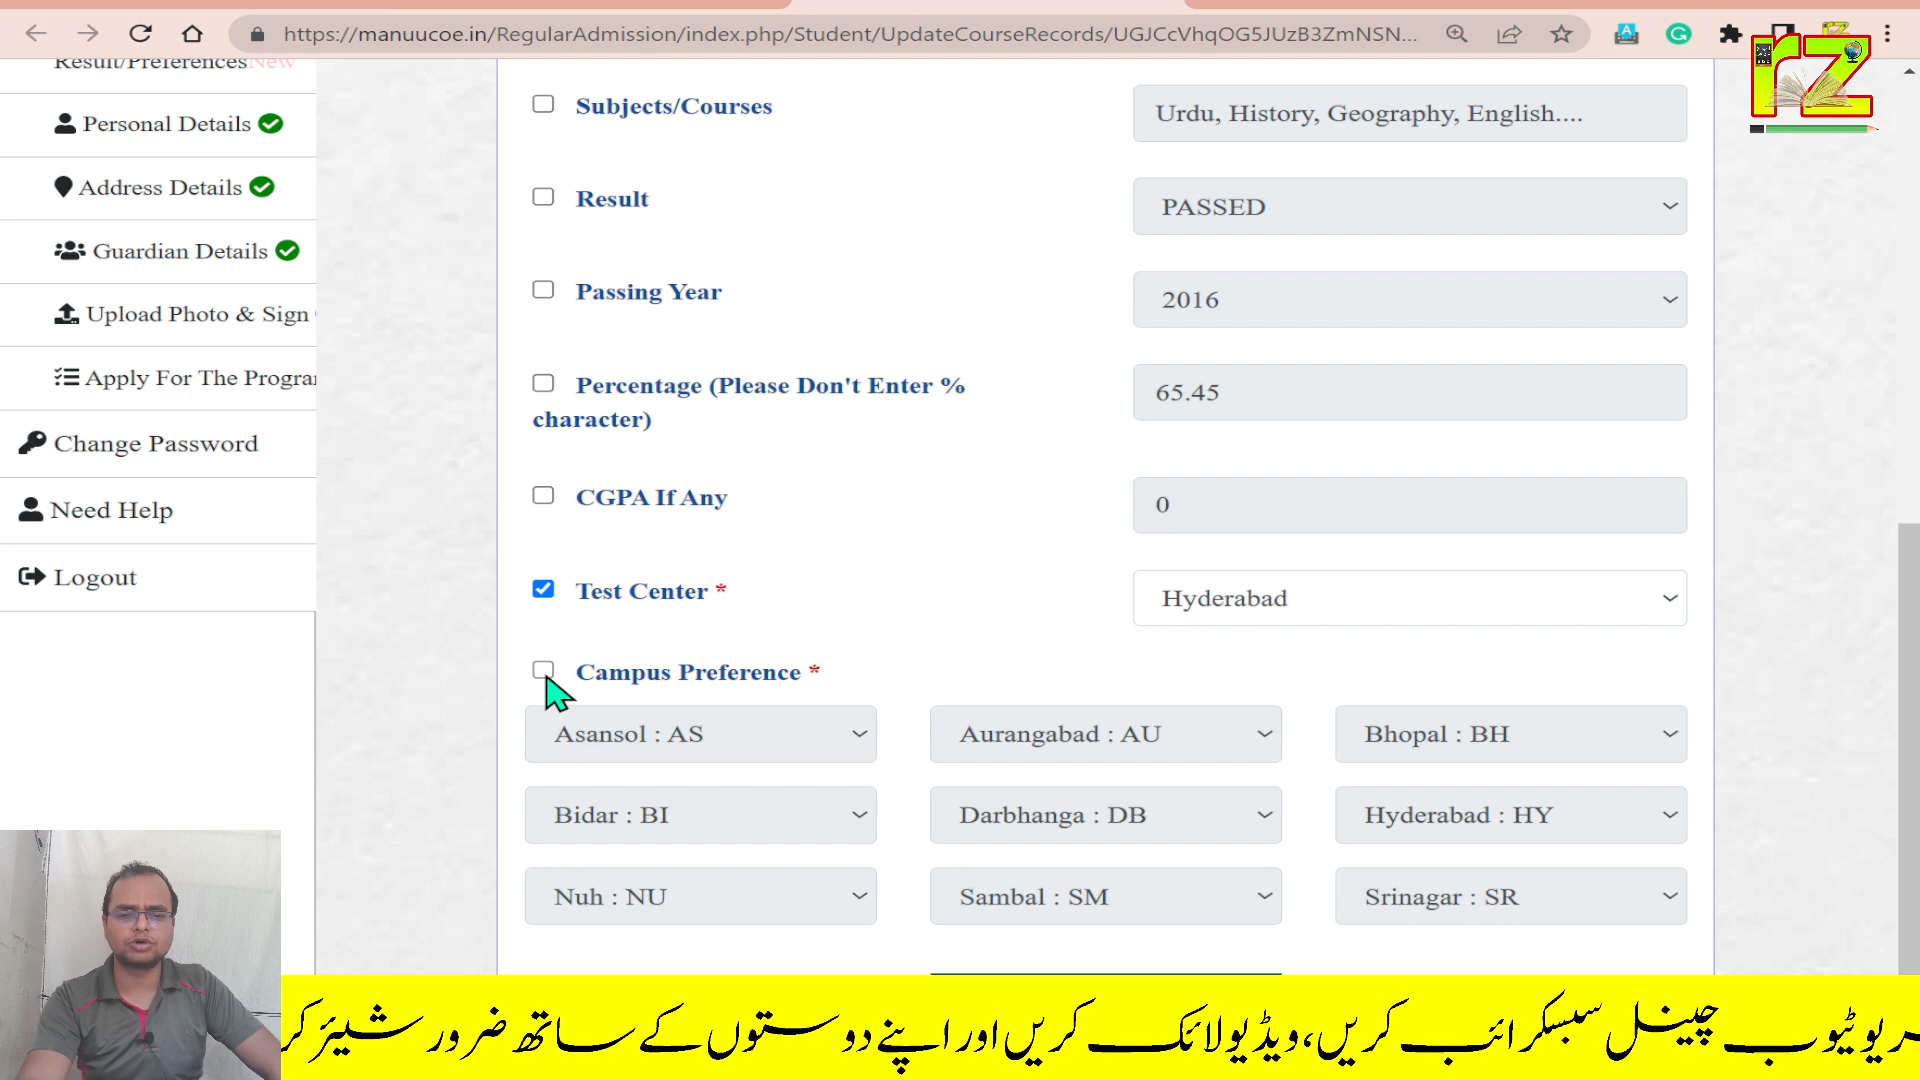 https://manuucoe.in/RegularAdmission/index.php/Student/UpdateCourseRecords/UGJCcVhqOG5JUzB3ZmNSN...
rz
Result/Preferences New
Personal Details
Address Details
Guardian Details
Upload Photo & Sign
Apply For The Progra
Change Password
Need Help
Logout
Subjects/Courses
Urdu, History, Geography, English....
Result
PASSED
Passing Year
2016
Percentage (Please Don't Enter %
character)
65.45
CGPA If Any
0
Test Center *
Hyderabad
Campus Preference *
Asansol : AS
Aurangabad : AU
Bhopal : BH
Bidar : BI
Darbhanga : DB
Hyderabad : HY
Nuh : NU
Sambal : SM
Srinagar : SR
یوٹیوب چینل سبسکرائب کریں، ویڈیو لائک کریں اور اپنے دوستوں کے ساتھ ضرور شیئر کر